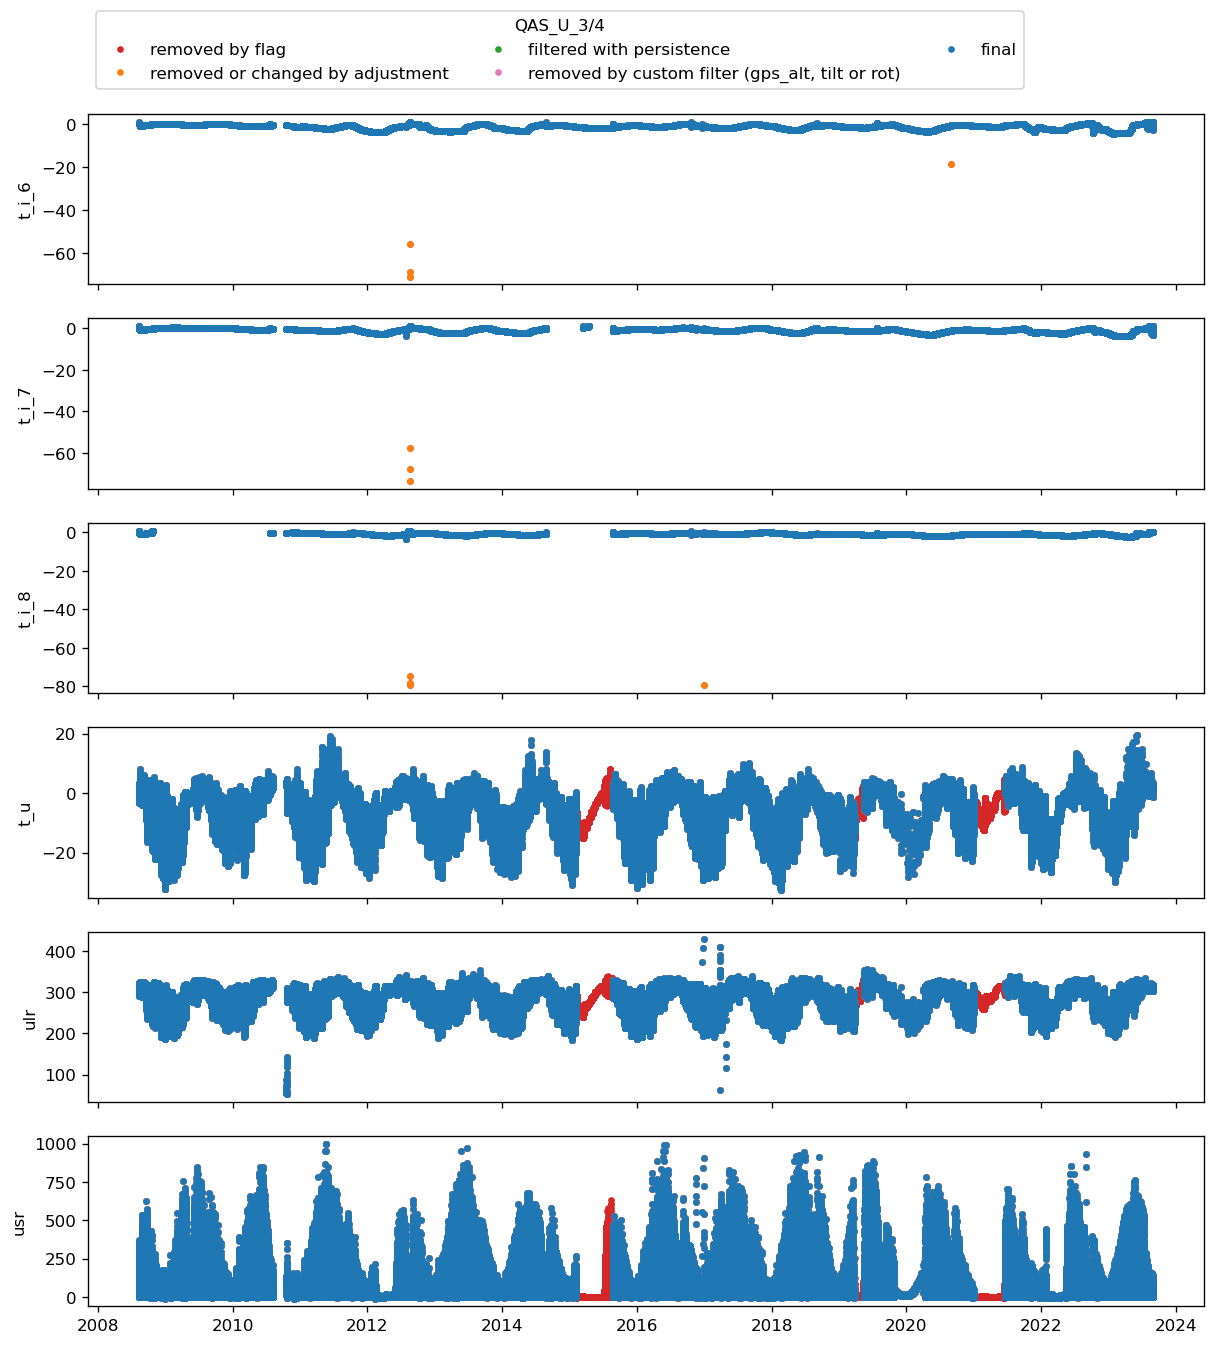 QAS_U_3/4
removed by flag
filtered with persistence
final
removed or changed by adjustment
removed by custom filter (gps_alt, tilt or rot)
t_i_6
0
−20
−40
−60
t_i_7
0
−20
−40
−60
t_i_8
0
−20
−40
−60
−80
t_u
20
0
−20
ulr
400
300
200
100
usr
1000
750
500
250
0
2008 2010 2012 2014 2016 2018 2020 2022 2024